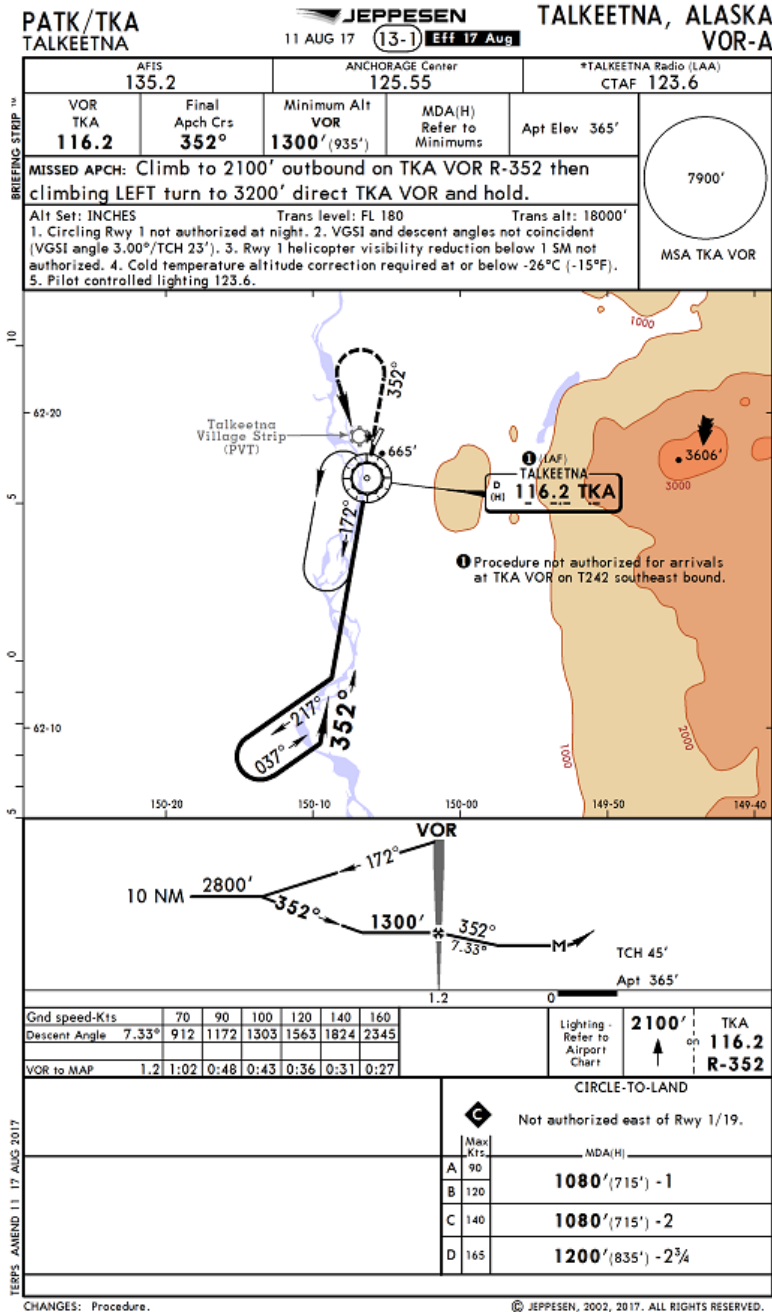 PATK/TKA
TALKEETNA
JEPPESEN
11 AUG 17 13-1 Eff 17 Aug
TALKEETNA, ALASKA
VOR-A
BRIEFING STRIP ™
AFIS
135.2
ANCHORAGE Center
125.55
*TALKEETNA Radio (LAA)
CTAF 123.6
VOR
TKA
116.2
Final
Apch Crs
352°
Minimum Alt
VOR
1300'(935')
MDA(H)
Refer to
Minimums
Apt Elev 365'
7900'
MSA TKA VOR
MISSED APCH: Climb to 2100' outbound on TKA VOR R-352 then
climbing LEFT turn to 3200' direct TKA VOR and hold.
Alt Set: INCHES Trans level: FL 180 Trans alt: 18000'
1. Circling Rwy 1 not authorized at night. 2. VGSI and descent angles not coincident
(VGSI angle 3.00°/TCH 23'). 3. Rwy 1 helicopter visibility reduction below 1 SM not
authorized. 4. Cold temperature altitude correction required at or below -26°C (-15°F).
5. Pilot controlled lighting 123.6.
10
1000
352°
62-20
Talkeetna
Village Strip
(PVT)
665'
1 (IAF)
TALKEETNA
D
(H) 116.2 TKA
3606'
3000
5
172°
1 Procedure not authorized for arrivals
at TKA VOR on T242 southeast bound.
0
217°
037°
352°
62-10
1000
2000
5
150-20 150-10 150-00 149-50 149-40
VOR
172°
10 NM 2800'
352°
1300'
352°
7.33°
M
TCH 45'
Apt 365'
1.2 0
Gnd speed-Kts 70 90 100 120 140 160
Descent Angle 7.33° 912 1172 1303 1563 1824 2345
VOR to MAP 1.2 1:02 0:48 0:43 0:36 0:31 0:27
Lighting -
Refer to
Airport
Chart
2100'
on
TKA
116.2
R-352
CIRCLE-TO-LAND
C
Not authorized east of Rwy 1/19.
Max
Kts
MDA(H)
A 90
B 120
1080'(715') -1
C 140 1080'(715') -2
D 165 1200'(835') -2¾
TERPS AMEND 11 17 AUG 2017
CHANGES: Procedure.
© JEPPESEN, 2002, 2017. ALL RIGHTS RESERVED.